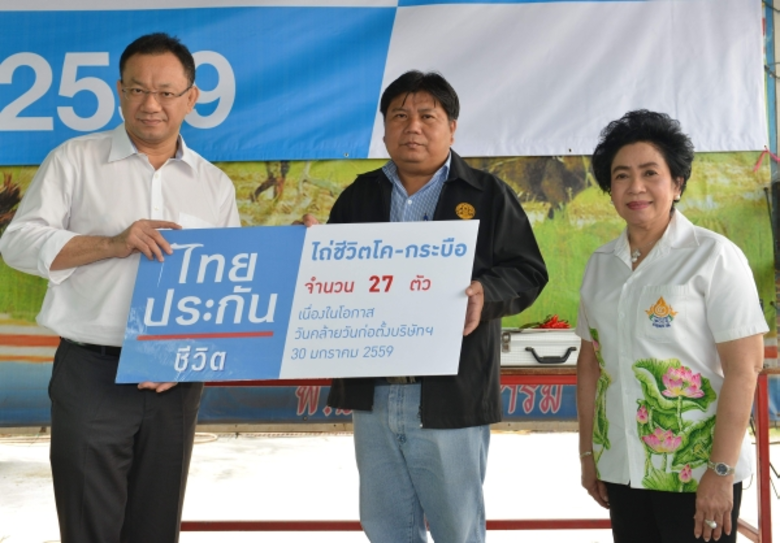 2559
ไทย
ประกัน
ชีวิต
ไถ่ชีวิตโค-กระบือ
จำนวน 27 ตัว
เนื่องในโอกาส
วันคล้ายวันก่อตั้งบริษัทฯ
30 มกราคม 2559